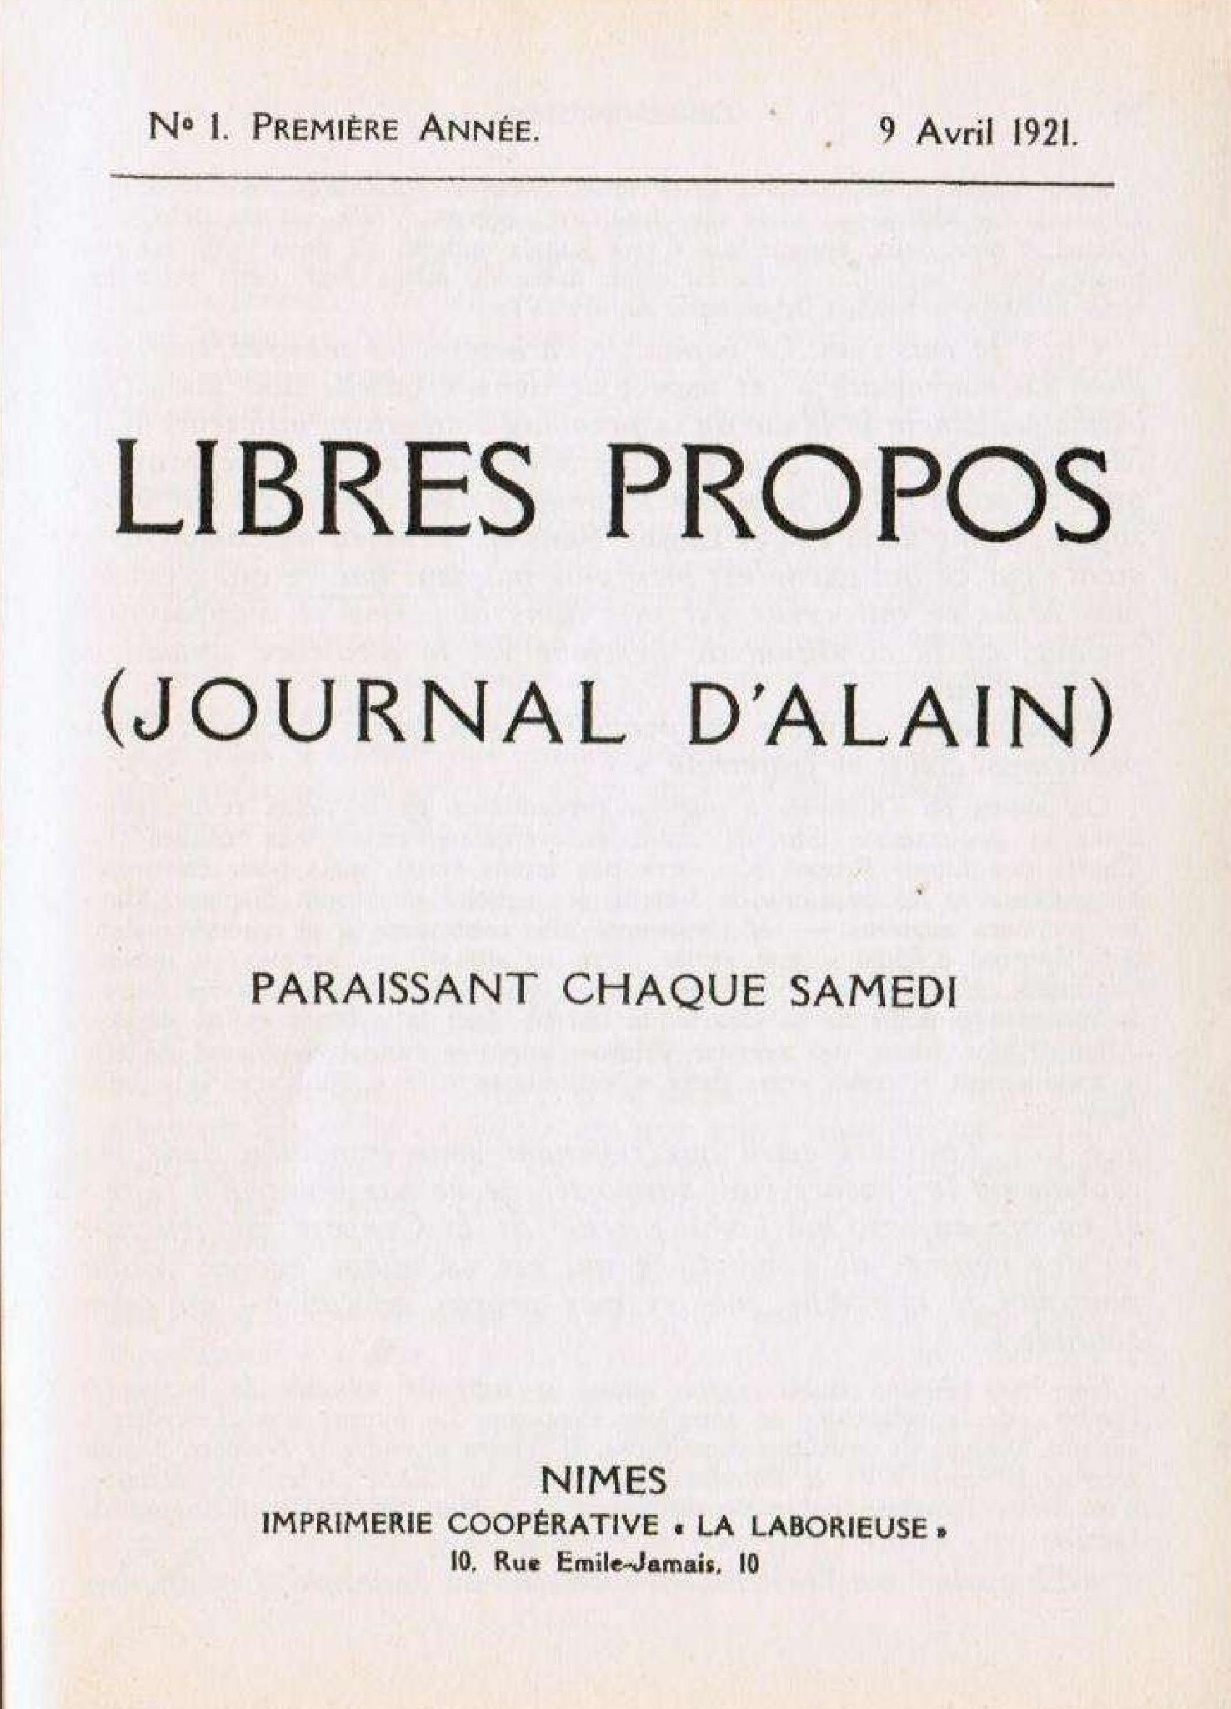 Nº 1. PREMIÈRE ANNÉE. 9 Avril 1921.
LIBRES PROPOS
(JOURNAL D'ALAIN)
PARAISSANT CHAQUE SAMEDI
NIMES
IMPRIMERIE COOPÉRATIVE « LA LABORIEUSE »
10, Rue Emile-Jamais, 10